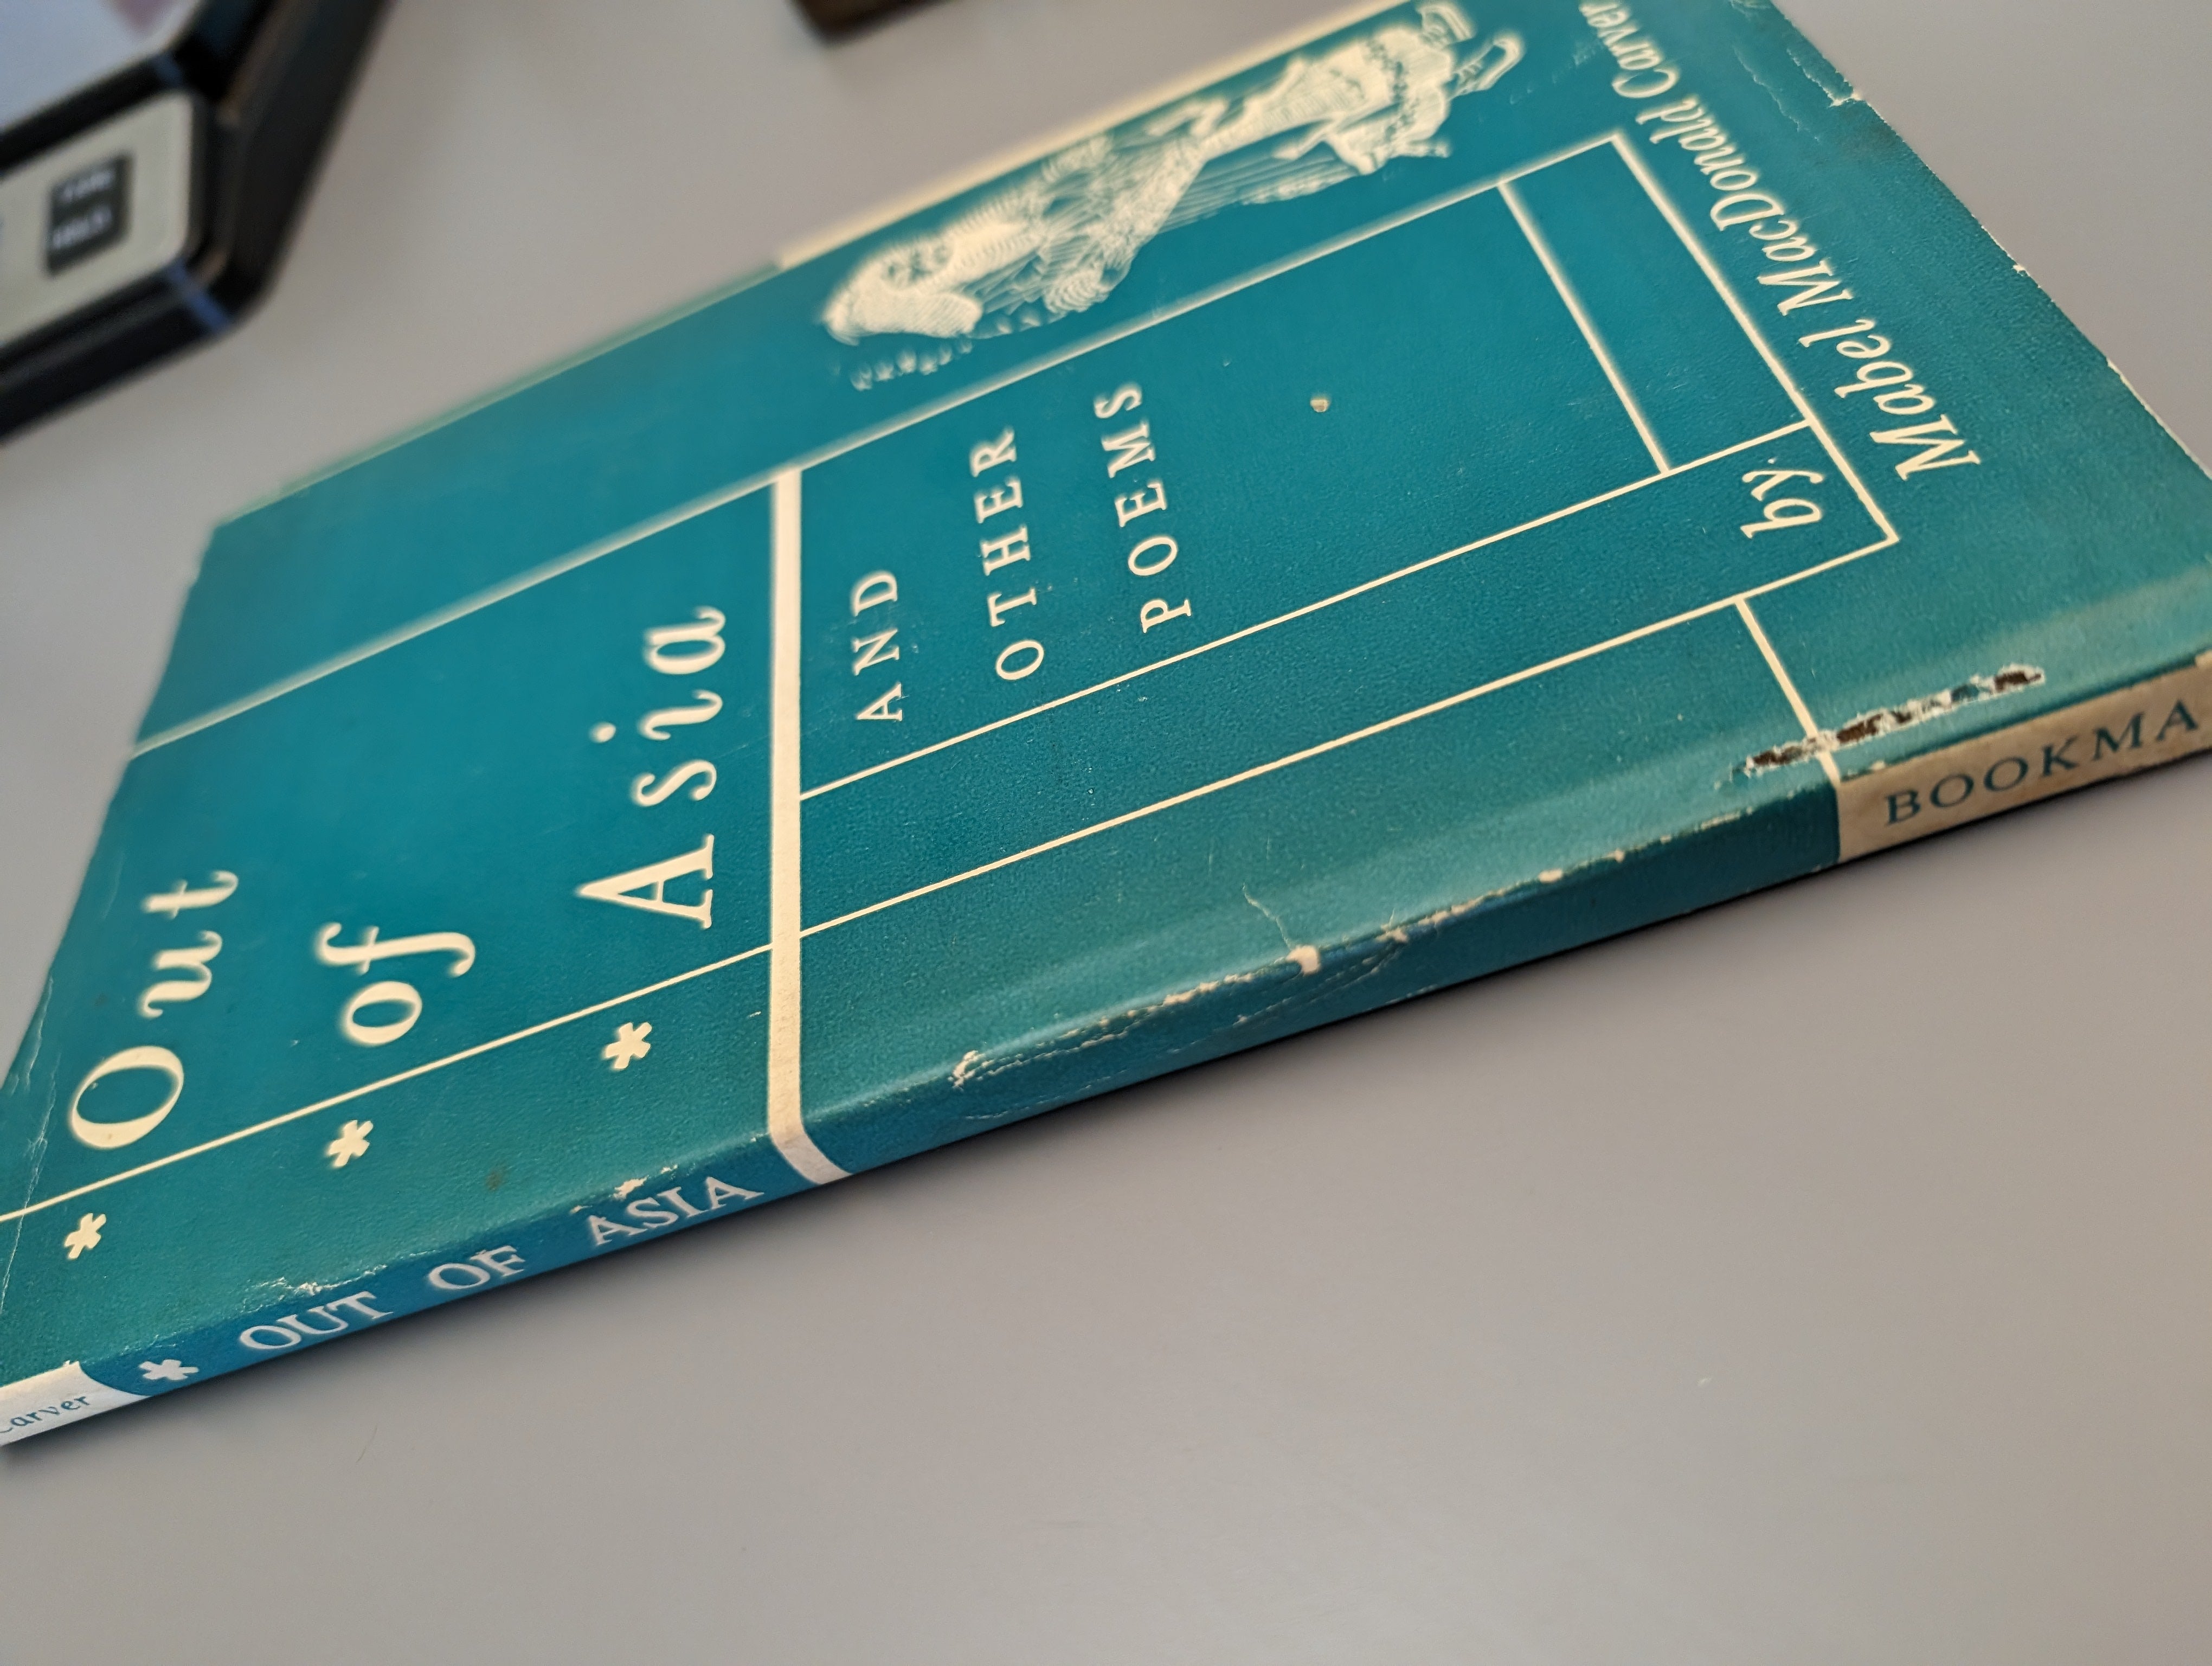 Out
of
Asia
AND
OTHER
POEMS
by
Mabel MacDonald Carver
Carver
* OUT OF ASIA
BOOKMA
* * *